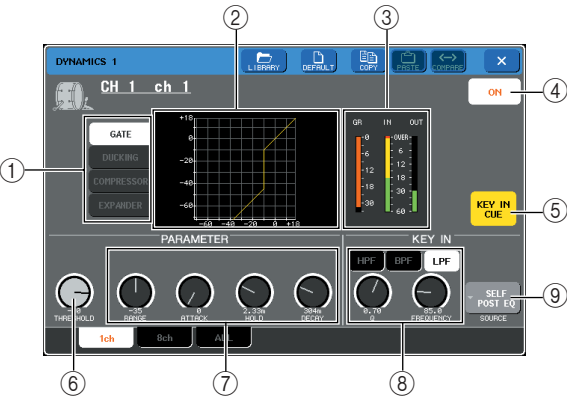 ② ③
DYNAMICS 1 LIBRARY DEFAULT COPY PASTE COMPARE ×
CH 1 ch 1
ON ④
① GATE
DUCKING
COMPRESSOR
EXPANDER
+18
0
-20
-40
-60
-60 -40 -20 0 +18
GR IN OUT
0 OVER
6 6
12 12
18 18
30 30
60
KEY IN
CUE ⑤
PARAMETER KEY IN
HPF BPF LPF
SELF
POST EQ ⑨
SOURCE
-35 0 2.33m 304m 0.70 85.0
THRESHOLD RANGE ATTACK HOLD DECAY Q FREQUENCY
1ch 8ch ALL
⑥ ⑦ ⑧